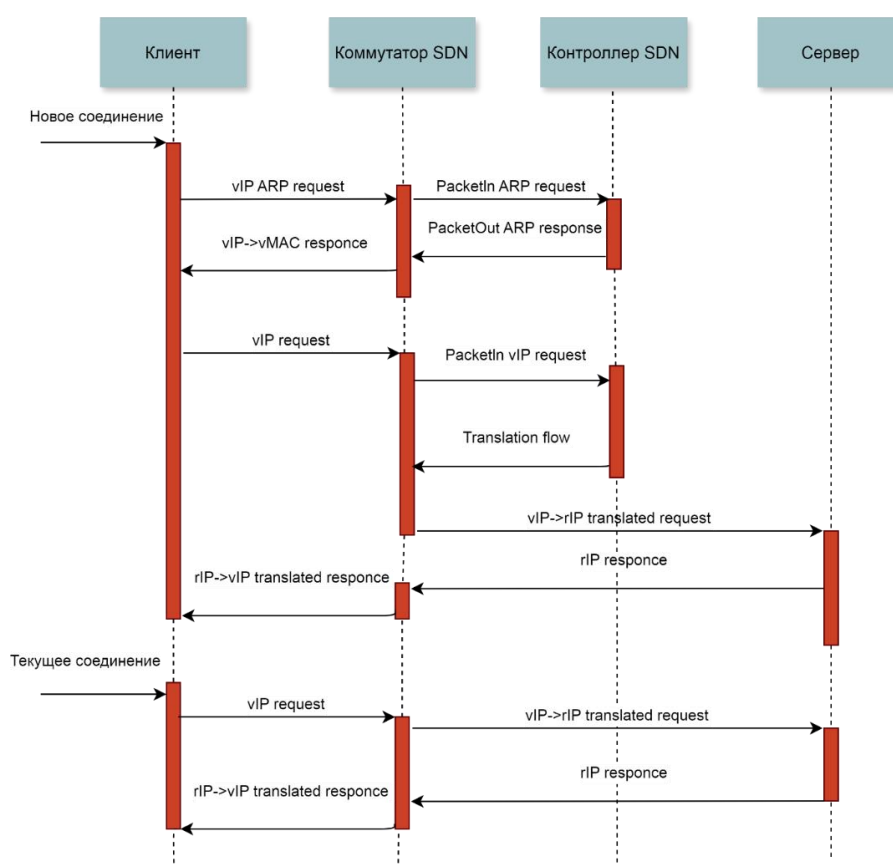 Клиент
Коммутатор SDN
Контроллер SDN
Сервер
Новое соединение
vIP ARP request
PacketIn ARP request
PacketOut ARP response
vIP->vMAC responce
vIP request
PacketIn vIP request
Translation flow
vIP->rIP translated request
rIP responce
rIP->vIP translated responce
Текущее соединение
vIP request
vIP->rIP translated request
rIP responce
rIP->vIP translated responce